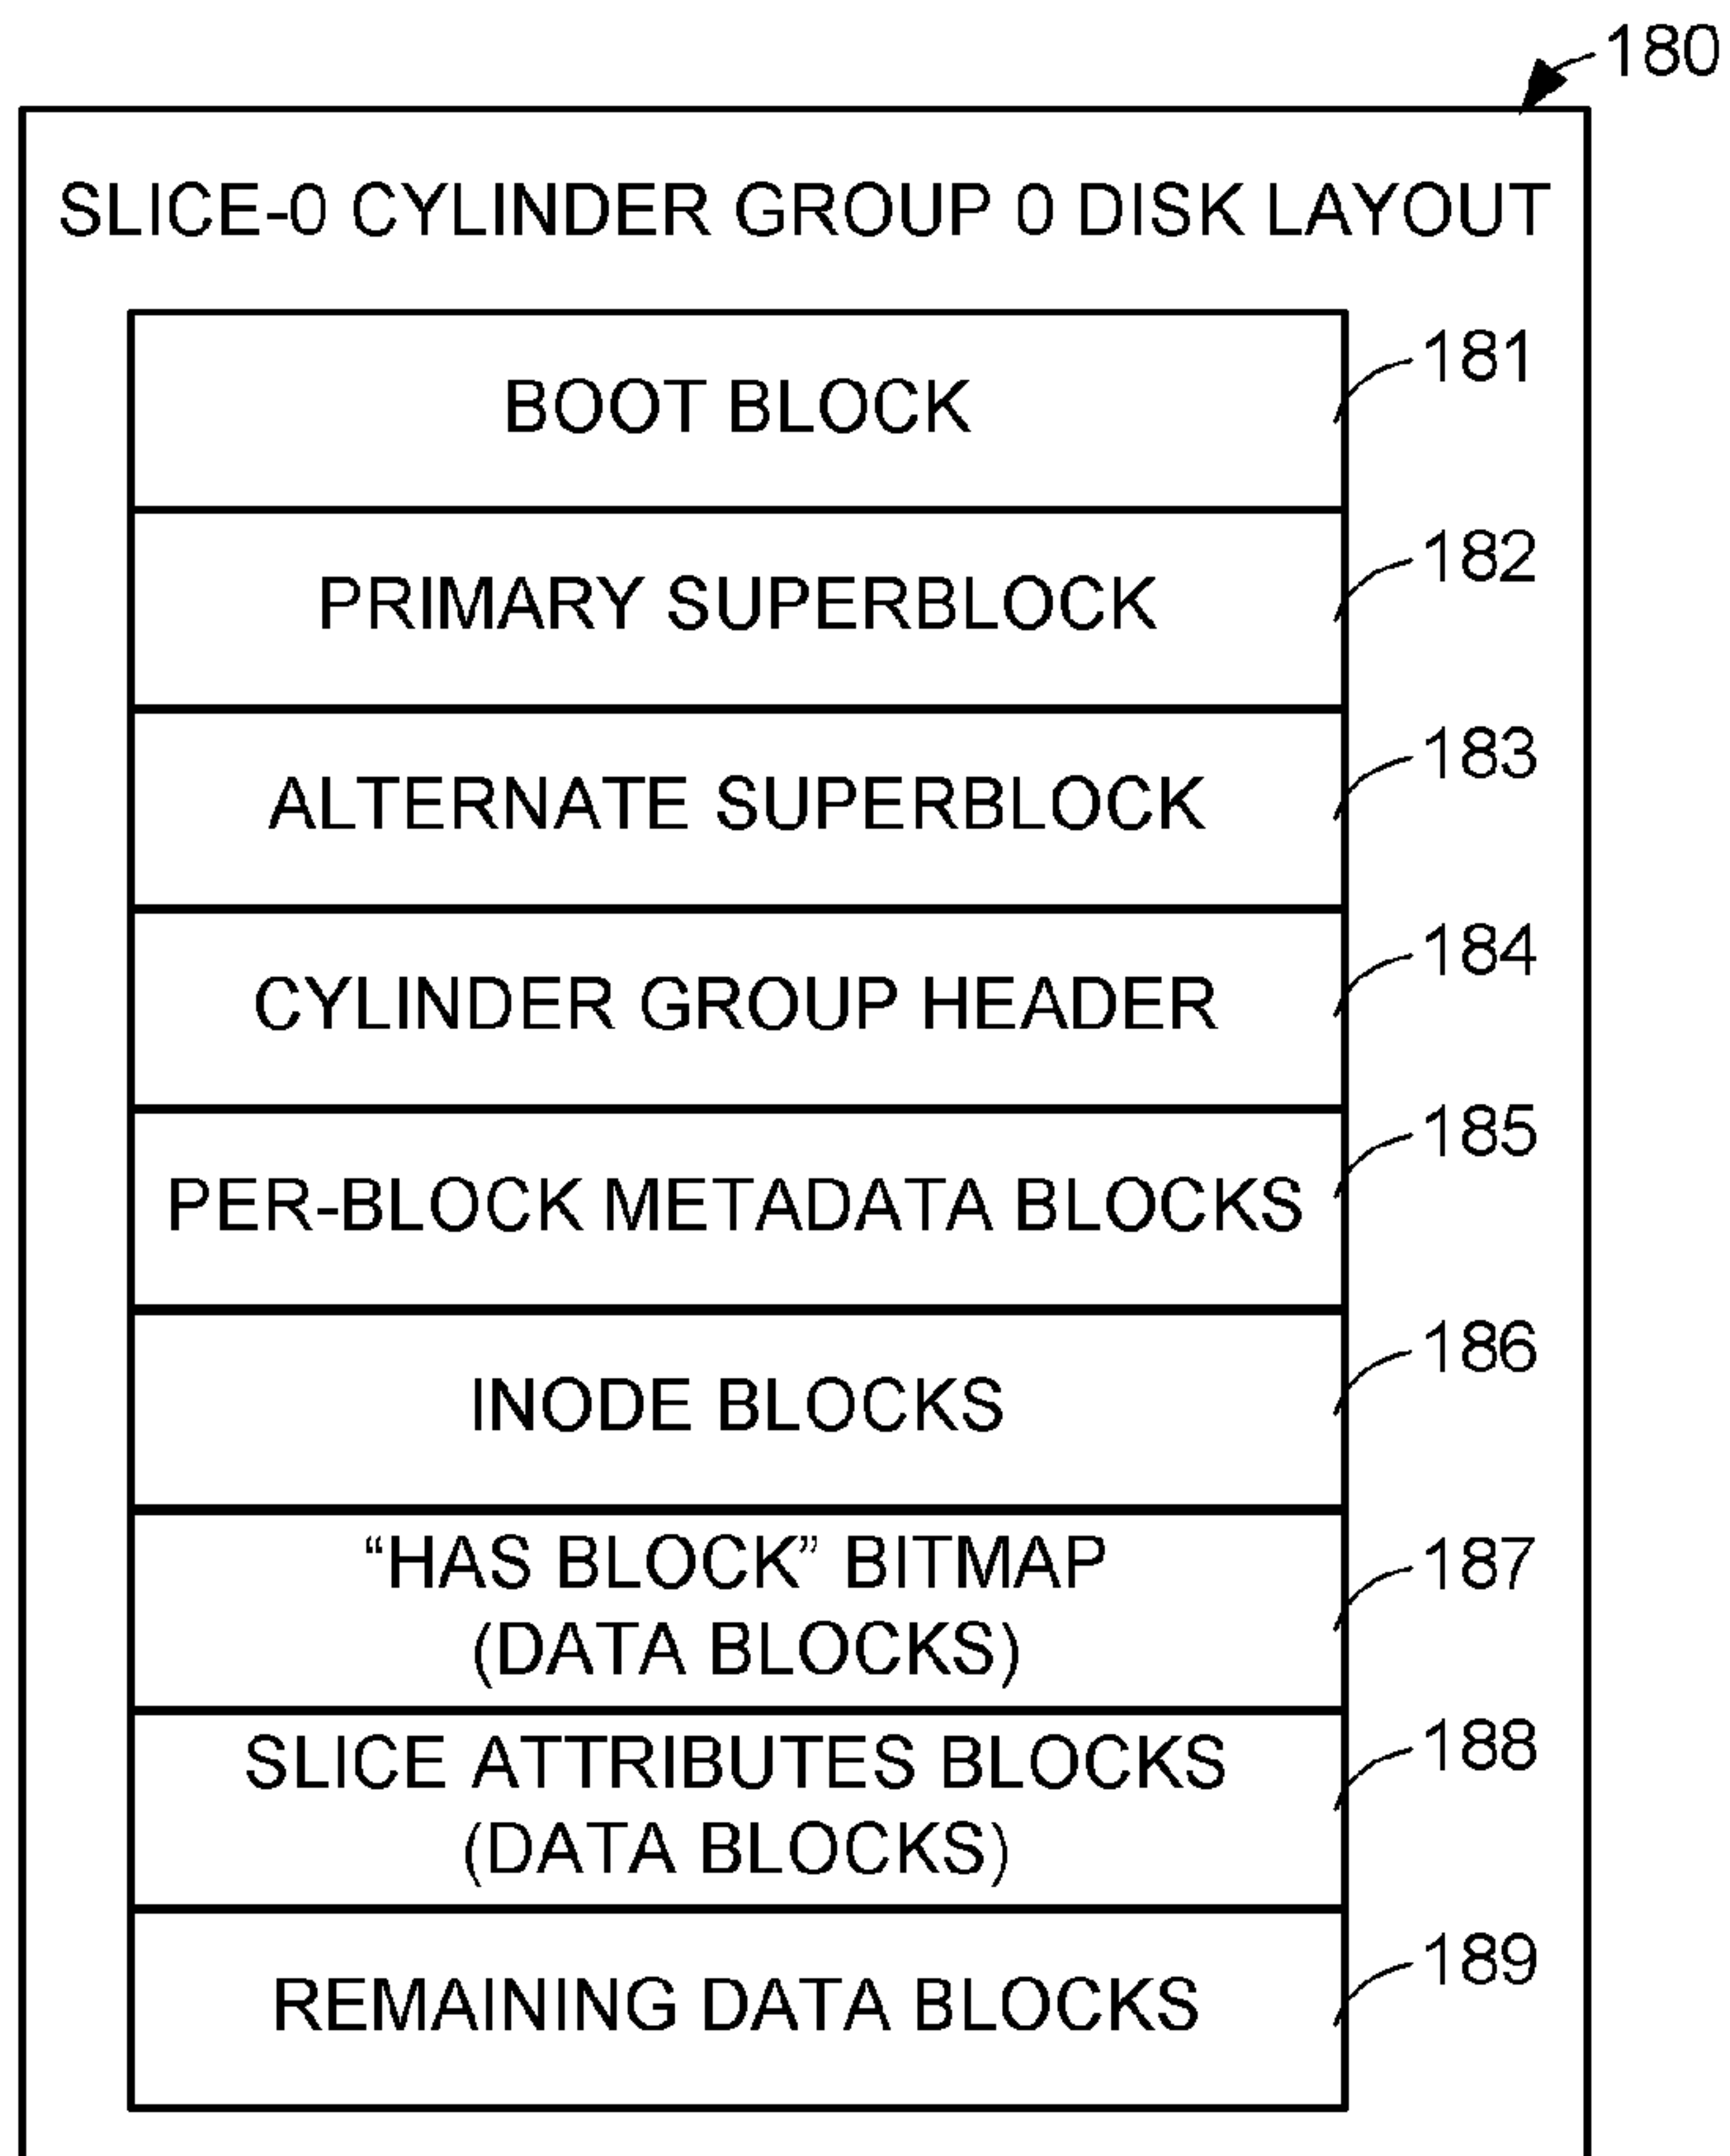 180
SLICE-0 CYLINDER GROUP 0 DISK LAYOUT
BOOT BLOCK
181
PRIMARY SUPERBLOCK
182
ALTERNATE SUPERBLOCK
183
CYLINDER GROUP HEADER
184
PER-BLOCK METADATA BLOCKS
185
INODE BLOCKS
186
“HAS BLOCK” BITMAP
(DATA BLOCKS)
187
SLICE ATTRIBUTES BLOCKS
(DATA BLOCKS)
188
REMAINING DATA BLOCKS
189